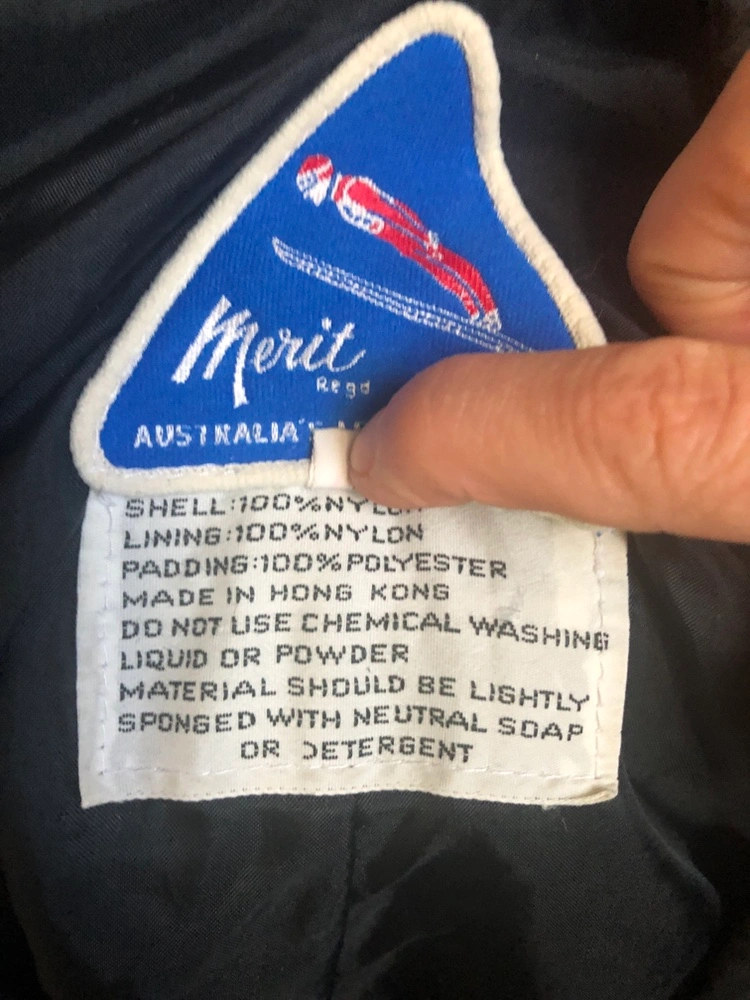 Merit
Regd
AUSTRALIA'S
SHELL:100%NYLON
LINING:100%NYLON
PADDING:100%POLYESTER
MADE IN HONG KONG
DO NOT USE CHEMICAL WASHING
LIQUID OR POWDER
MATERIAL SHOULD BE LIGHTLY
SPONGED WITH NEUTRAL SOAP
OR DETERGENT